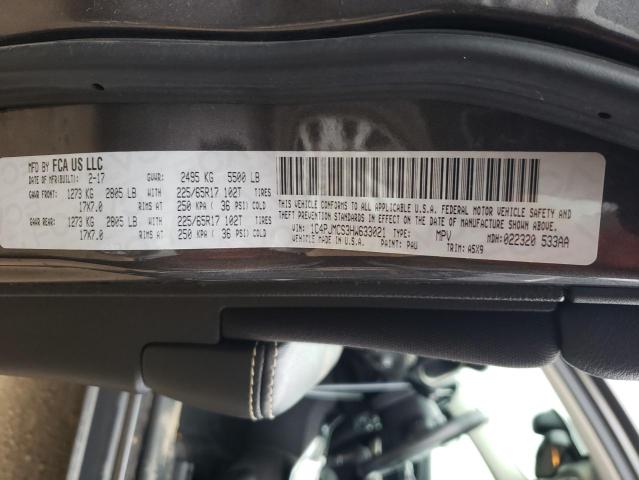 MFD BY FCA US LLC
DATE OF MFR(BUILT): 2-17 GVWR: 2495 KG 5500 LB
GAWR FRONT: 1273 KG 2805 LB WITH 225/65R17 102T TIRES
17X7.0 RIMS AT 250 KPA ( 36 PSI) COLD
GAWR REAR: 1273 KG 2805 LB WITH 225/65R17 102T TIRES
17X7.0 RIMS AT 250 KPA ( 36 PSI) COLD
THIS VEHICLE CONFORMS TO ALL APPLICABLE U.S.A. FEDERAL MOTOR VEHICLE SAFETY AND
THEFT PREVENTION STANDARDS IN EFFECT ON THE DATE OF MANUFACTURE SHOWN ABOVE.
VIN: 1C4PJMCS3HW633021 TYPE: MPV MDH: 022320 533AA
MADE IN U.S.A. PAINT: PAU TRIM: A5X9